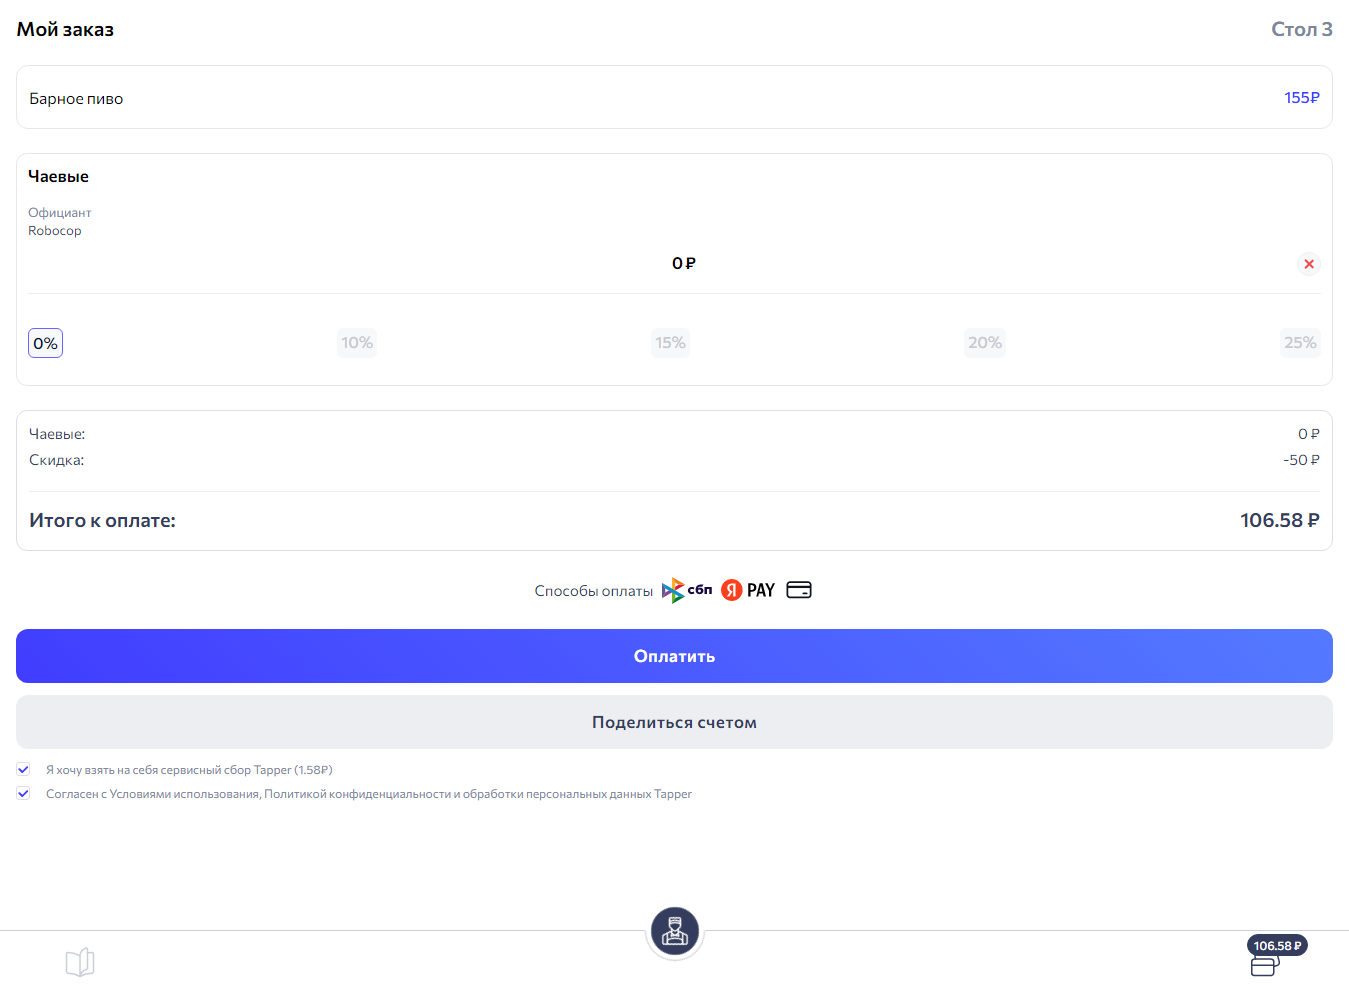 Мой заказ
Стол 3
Барное пиво
155₽
Чаевые
Официант
Robocop
0 ₽
0%
10%
15%
20%
25%
Чаевые:
0 ₽
Скидка:
-50 ₽
Итого к оплате:
106.58 ₽
Способы оплаты сбп Я PAY
Оплатить
Поделиться счетом
Я хочу взять на себя сервисный сбор Tapper (1.58₽)
Согласен с Условиями использования, Политикой конфиденциальности и обработки персональных данных Tapper
106.58 ₽